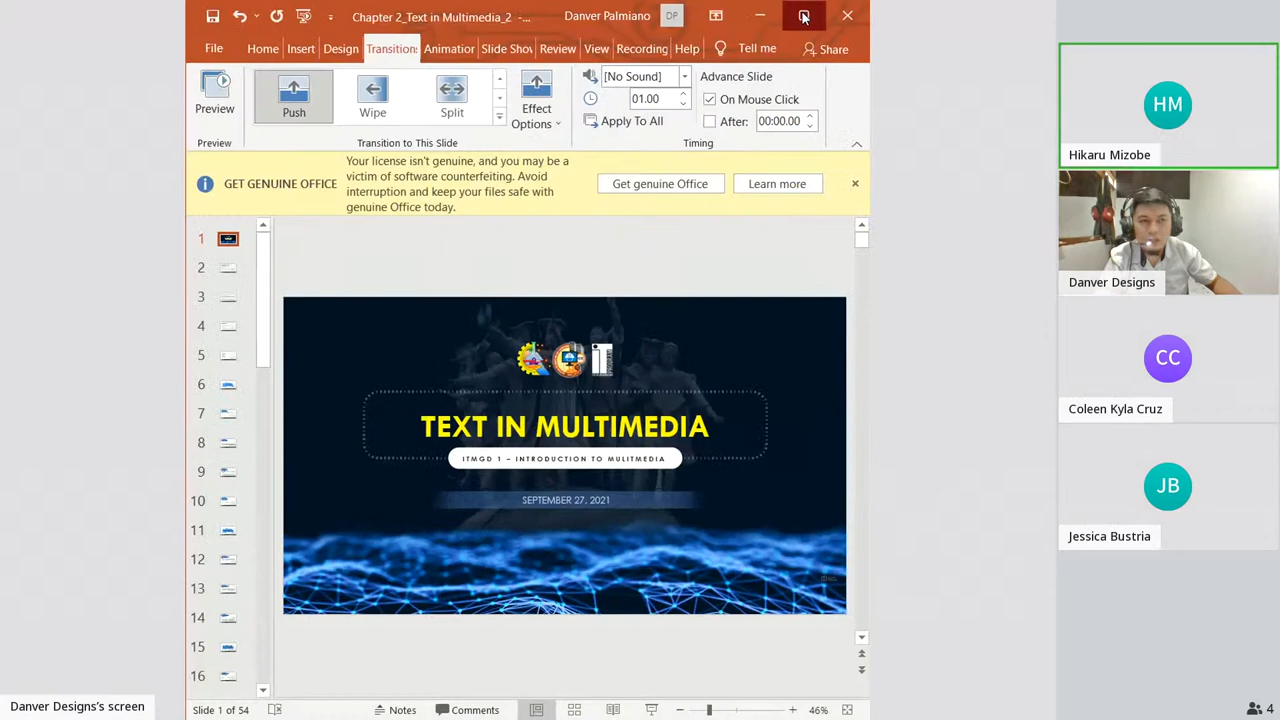 Chapter 2_Text in Multimedia_2 - ...
Danver Palmiano
DP
File
Home
Insert
Design
Transitions
Animation
Slide Show
Review
View
Recording
Help
Tell me
Share
Preview
Push
Wipe
Split
Effect
Options
[No Sound]
01.00
Apply To All
Advance Slide
On Mouse Click
After:
00:00.00
Preview
Transition to This Slide
Timing
GET GENUINE OFFICE
Your license isn't genuine, and you may be a
victim of software counterfeiting. Avoid
interruption and keep your files safe with
genuine Office today.
Get genuine Office
Learn more
1
2
3
4
5
6
7
8
9
10
11
12
13
14
15
16
TEXT IN MULTIMEDIA
ITMGD 1 – INTRODUCTION TO MULITMEDIA
SEPTEMBER 27, 2021
Slide 1 of 54
Notes
Comments
46%
Danver Designs's screen
HM
Hikaru Mizobe
Danver Designs
CC
Coleen Kyla Cruz
JB
Jessica Bustria
4